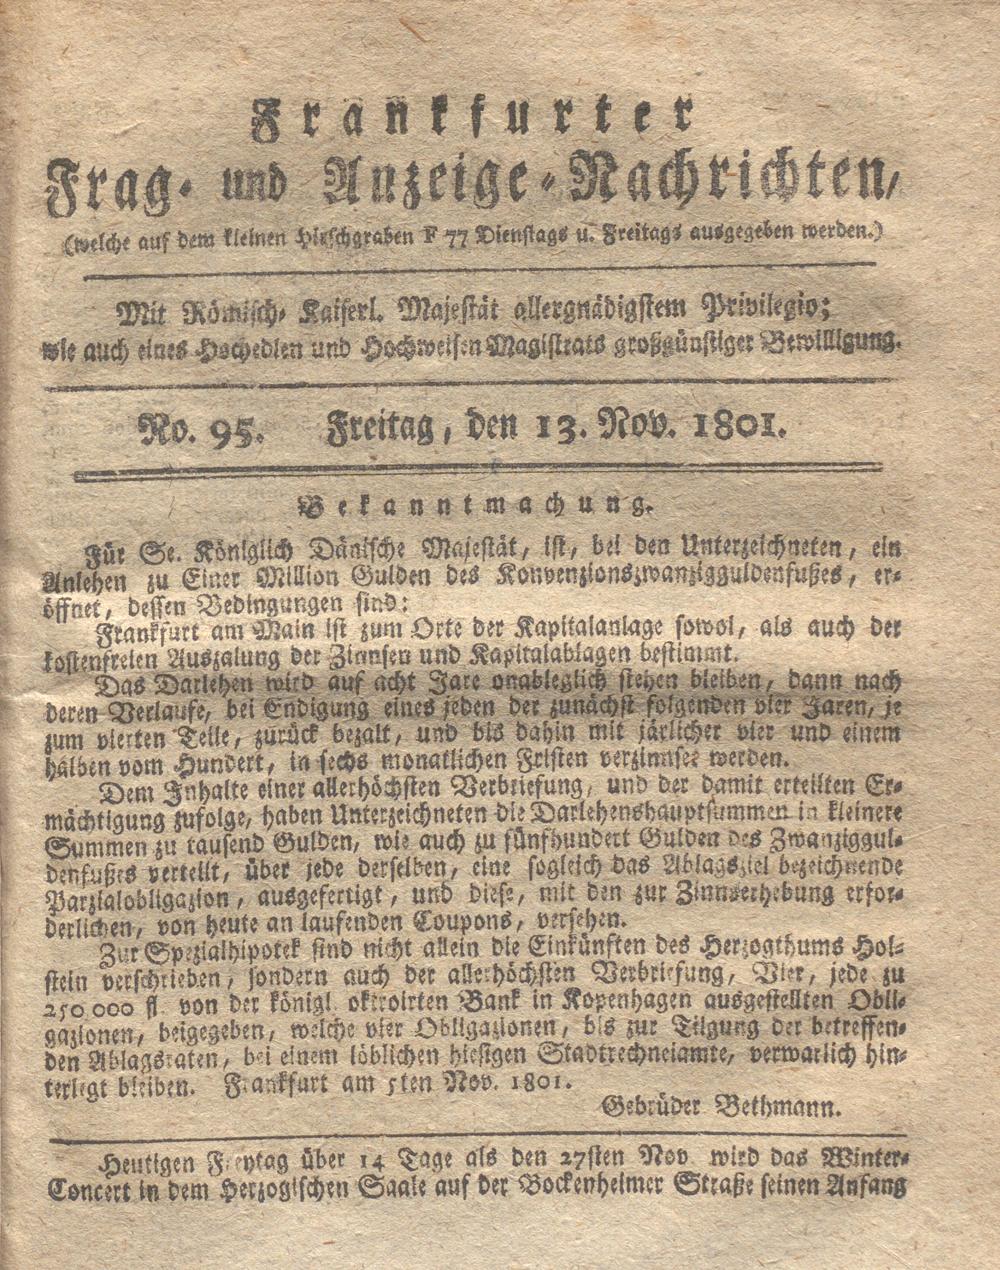 Frankfurter
Frag- und Anzeige-Nachrichten,
(welche auf dem kleinen Hirschgraben F 77 Dienstags u. Freitags ausgegeben werden.)
Mit Römisch- Kaiserl. Majestät allergnädigstem Privilegio;
wie auch eines Hochedlen und Hochweisen Magistrats großgünstiger Bewilligung.
No. 95. Freitag, den 13. Nov. 1801.
Bekanntmachung.
Für Se. Königlich Dänische Majestät, ist, bei den Unterzeichneten, ein
Anlehen zu Einer Million Gulden des Konvenzionszwanzigguldenfußes, er-
öffnet, dessen Bedingungen sind:
Frankfurt am Main ist zum Orte der Kapitalanlage sowol, als auch der
kostenfreien Auszalung der Zinnsen und Kapitalablagen bestimmt.
Das Darlehen wird auf acht Jare onableglich stehen bleiben, dann nach
deren Verlaufe, bei Endigung eines jeden der zunächst folgenden vier Jaren, je
zum vierten Teile, zurück bezalt, und bis dahin mit järlicher vier und einem
halben vom Hundert, in sechs monatlichen Fristen verzinnset werden.
Dem Inhalte einer allerhöchsten Verbriefung, und der damit erteilten Er-
mächtigung zufolge, haben Unterzeichneten die Darlehenshauptsummen in kleinere
Summen zu tausend Gulden, wie auch zu fünfhundert Gulden des Zwanziggul-
denfußes verteilt, über jede derselben, eine sogleich das Ablagsziel bezeichnende
Parzialobligazion, ausgefertigt, und diese, mit den zur Zinnserhebung erfor-
derlichen, von heute an laufenden Coupons, versehen.
Zur Spezialhipotek sind nicht allein die Einkünften des Herzogthums Hol-
stein verschrieben, sondern auch der allerhöchsten Verbriefung, Vier, jede zu
250,000 fl. von der königl. oktroirten Bank in Kopenhagen ausgestellten Obli-
gazionen, beigegeben, welche vier Obligazionen, bis zur Tilgung der betreffen-
den Ablagsraten, bei einem löblichen hiesigen Stadtrechneiamte, verwarlich hin-
terlegt bleiben. Frankfurt am 5ten Nov. 1801.
Gebrüder Bethmann.
Heutigen Freytag über 14 Tage als den 27sten Nov. wird das Winter-
Concert in dem Herzogischen Saale auf der Bockenheimer Straße seinen Anfang